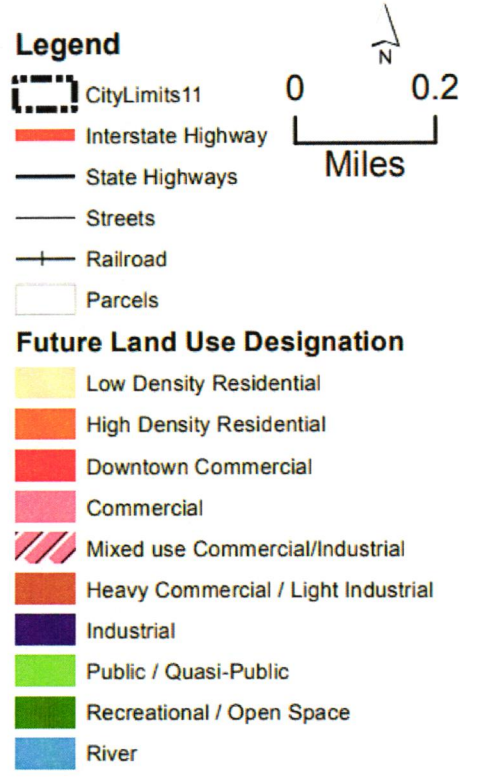 Legend
N
CityLimits11
0 0.2
Interstate Highway
Miles
State Highways
Streets
Railroad
Parcels
Future Land Use Designation
Low Density Residential
High Density Residential
Downtown Commercial
Commercial
Mixed use Commercial/Industrial
Heavy Commercial / Light Industrial
Industrial
Public / Quasi-Public
Recreational / Open Space
River